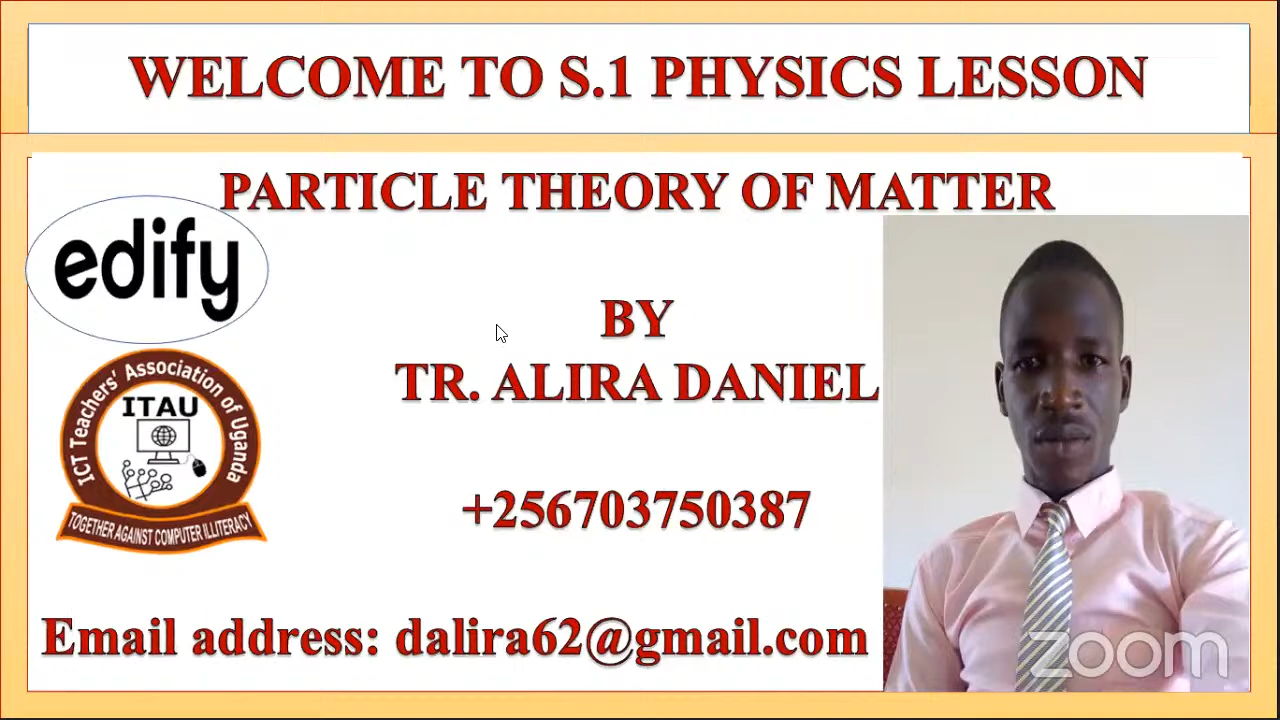 WELCOME TO S.1 PHYSICS LESSON
PARTICLE THEORY OF MATTER
edify
ICT Teachers' Association of Uganda
ITAU
TOGETHER AGAINST COMPUTER ILLITERACY
BY
TR. ALIRA DANIEL
+256703750387
Email address: dalira62@gmail.com
zoom